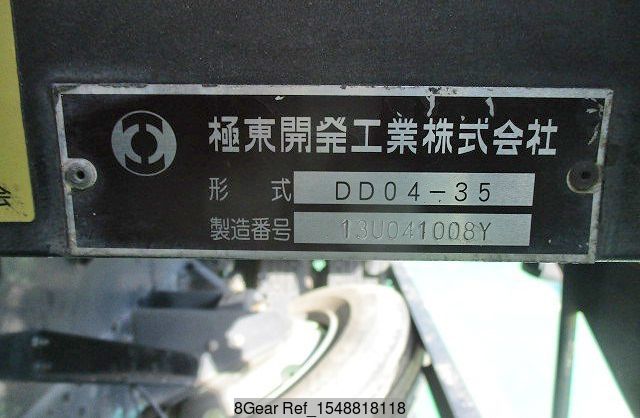 極東開発工業株式会社
形 式 DD04-35
製造番号 13U041008Y
8Gear Ref_1548818118